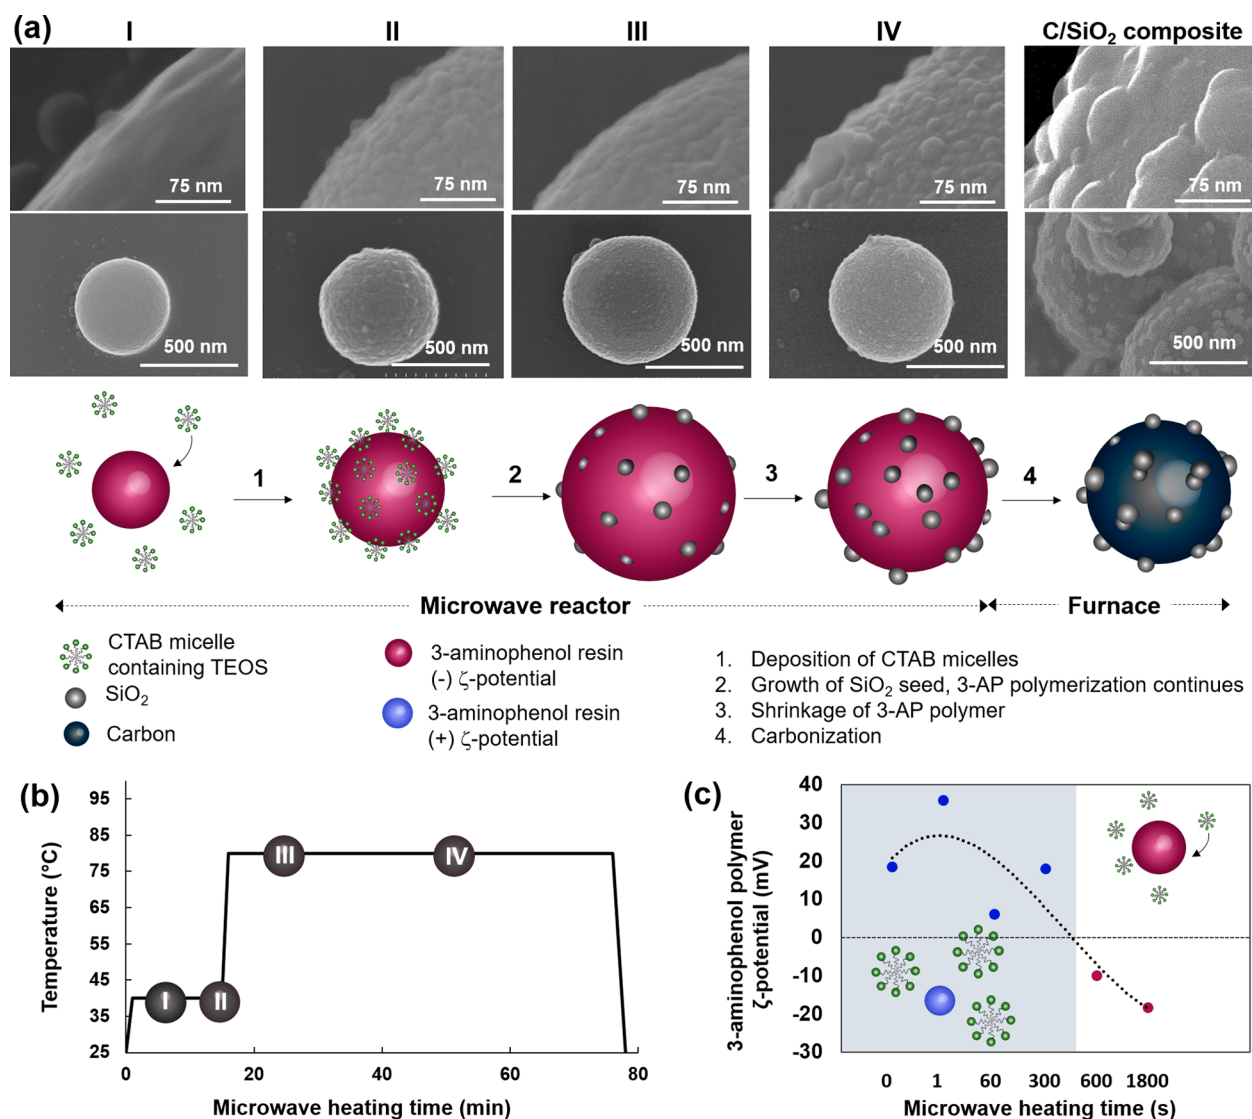 (a)
I
II
III
IV
C/SiO₂ composite
75 nm
75 nm
75 nm
75 nm
75 nm
500 nm
500 nm
500 nm
500 nm
500 nm
1
2
3
4
Microwave reactor
Furnace
CTAB micelle
containing TEOS
SiO₂
Carbon
3-aminophenol resin
(-) ζ-potential
3-aminophenol resin
(+) ζ-potential
1. Deposition of CTAB micelles
2. Growth of SiO₂ seed, 3-AP polymerization continues
3. Shrinkage of 3-AP polymer
4. Carbonization
(b)
Temperature (°C)
95
85
75
65
55
45
35
25
I
II
III
IV
0
20
40
60
80
Microwave heating time (min)
(c)
3-aminophenol polymer
ζ-potential (mV)
40
30
20
10
0
-10
-20
-30
0
1
60
300
600
1800
Microwave heating time (s)